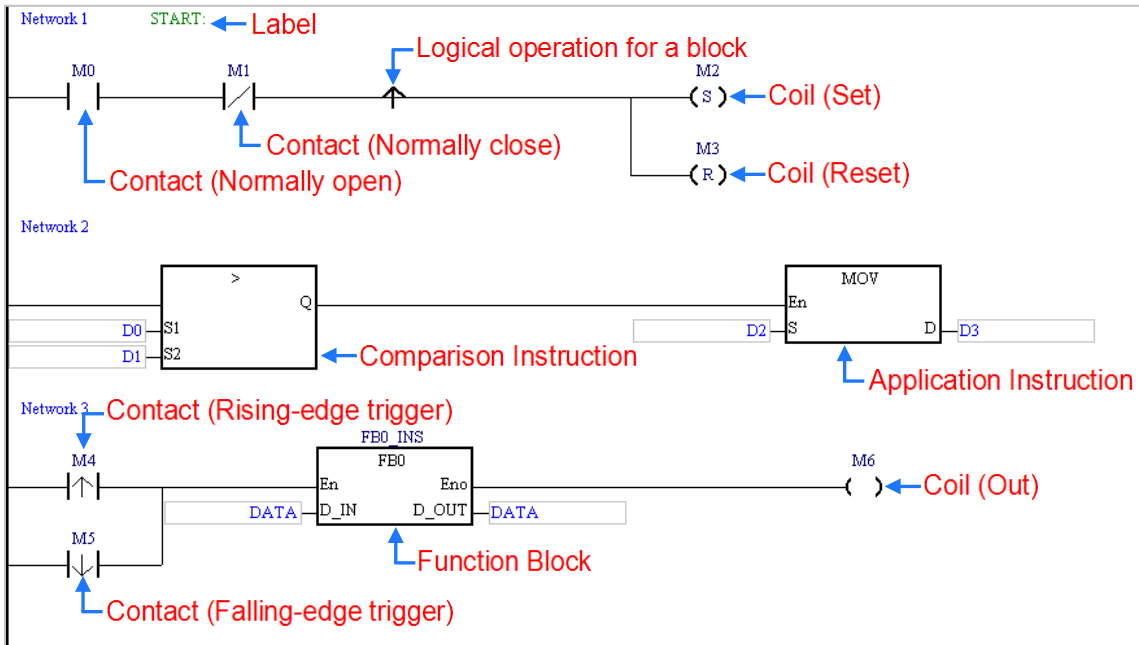 Network 1
START:
Label
Logical operation for a block
M0
M1
M2
S
Coil (Set)
Contact (Normally close)
M3
Contact (Normally open)
R
Coil (Reset)
Network 2
>
Q
MOV
En
D0
S1
D2
S
D
D3
D1
S2
Comparison Instruction
Application Instruction
Network 3
Contact (Rising-edge trigger)
FB0_INS
M4
FB0
M6
En
Eno
Coil (Out)
DATA
D_IN
D_OUT
DATA
M5
Function Block
Contact (Falling-edge trigger)